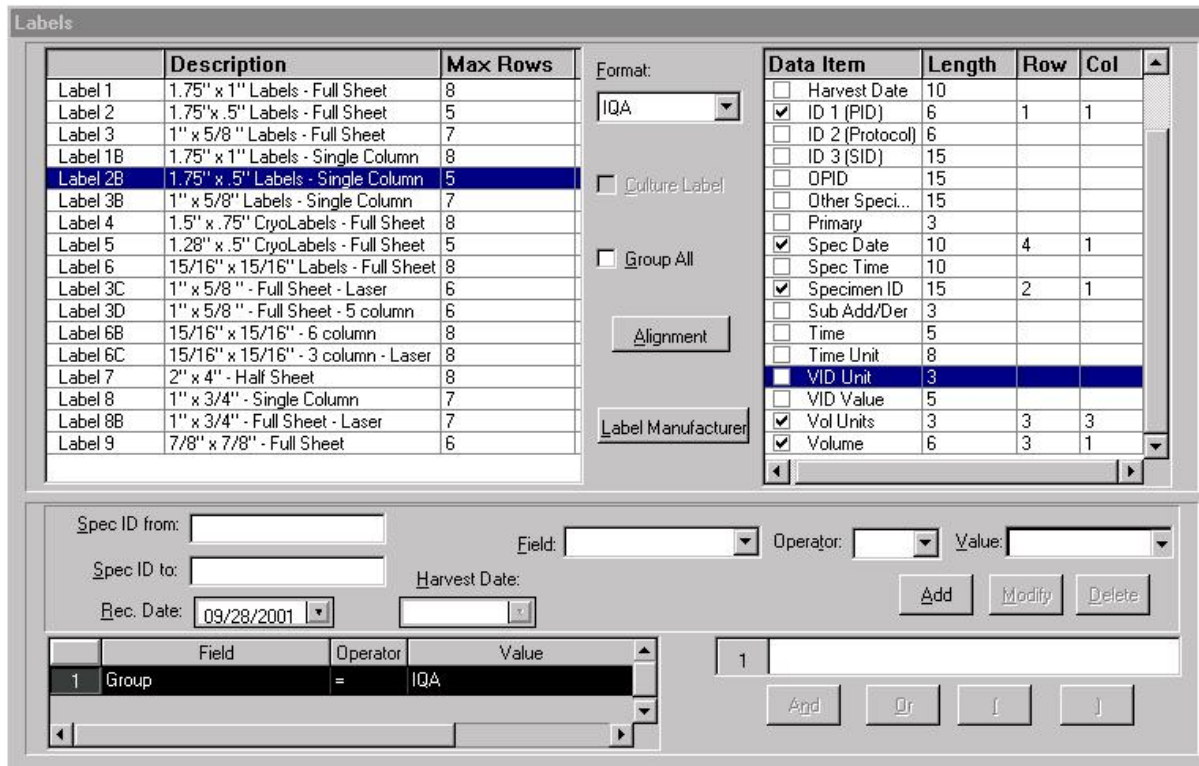 Labels
Description Max Rows
Label 1 1.75" x 1" Labels - Full Sheet 8
Label 2 1.75"x .5" Labels - Full Sheet 5
Label 3 1" x 5/8 " Labels - Full Sheet 7
Label 1B 1.75" x 1" Labels - Single Column 8
Label 2B 1.75" x .5" Labels - Single Column 5
Label 3B 1" x 5/8" Labels - Single Column 7
Label 4 1.5" x .75" CryoLabels - Full Sheet 8
Label 5 1.28" x .5" CryoLabels - Full Sheet 5
Label 6 15/16" x 15/16" Labels - Full Sheet 8
Label 3C 1" x 5/8 " - Full Sheet - Laser 6
Label 3D 1" x 5/8" - Full Sheet - 5 column 6
Label 6B 15/16" x 15/16" - 6 column 8
Label 6C 15/16" x 15/16" - 3 column - Laser 8
Label 7 2" x 4" - Half Sheet 8
Label 8 1" x 3/4" - Single Column 7
Label 8B 1" x 3/4" - Full Sheet - Laser 7
Label 9 7/8" x 7/8" - Full Sheet 6
Format:
IQA
Culture Label
Group All
Alignment
Label Manufacturer
Data Item Length Row Col
Harvest Date 10
ID 1 (PID) 6 1 1
ID 2 (Protocol) 6
ID 3 (SID) 15
OPID 15
Other Speci... 15
Primary 3
Spec Date 10 4 1
Spec Time 10
Specimen ID 15 2 1
Sub Add/Der 3
Time 5
Time Unit 8
VID Unit 3
VID Value 5
Vol Units 3 3 3
Volume 6 3 1
Spec ID from:
Spec ID to:
Rec. Date: 09/28/2001
Harvest Date:
Field: Operator: Value:
Add Modify Delete
Field Operator Value
1 Group = IQA
1
And Or ( )